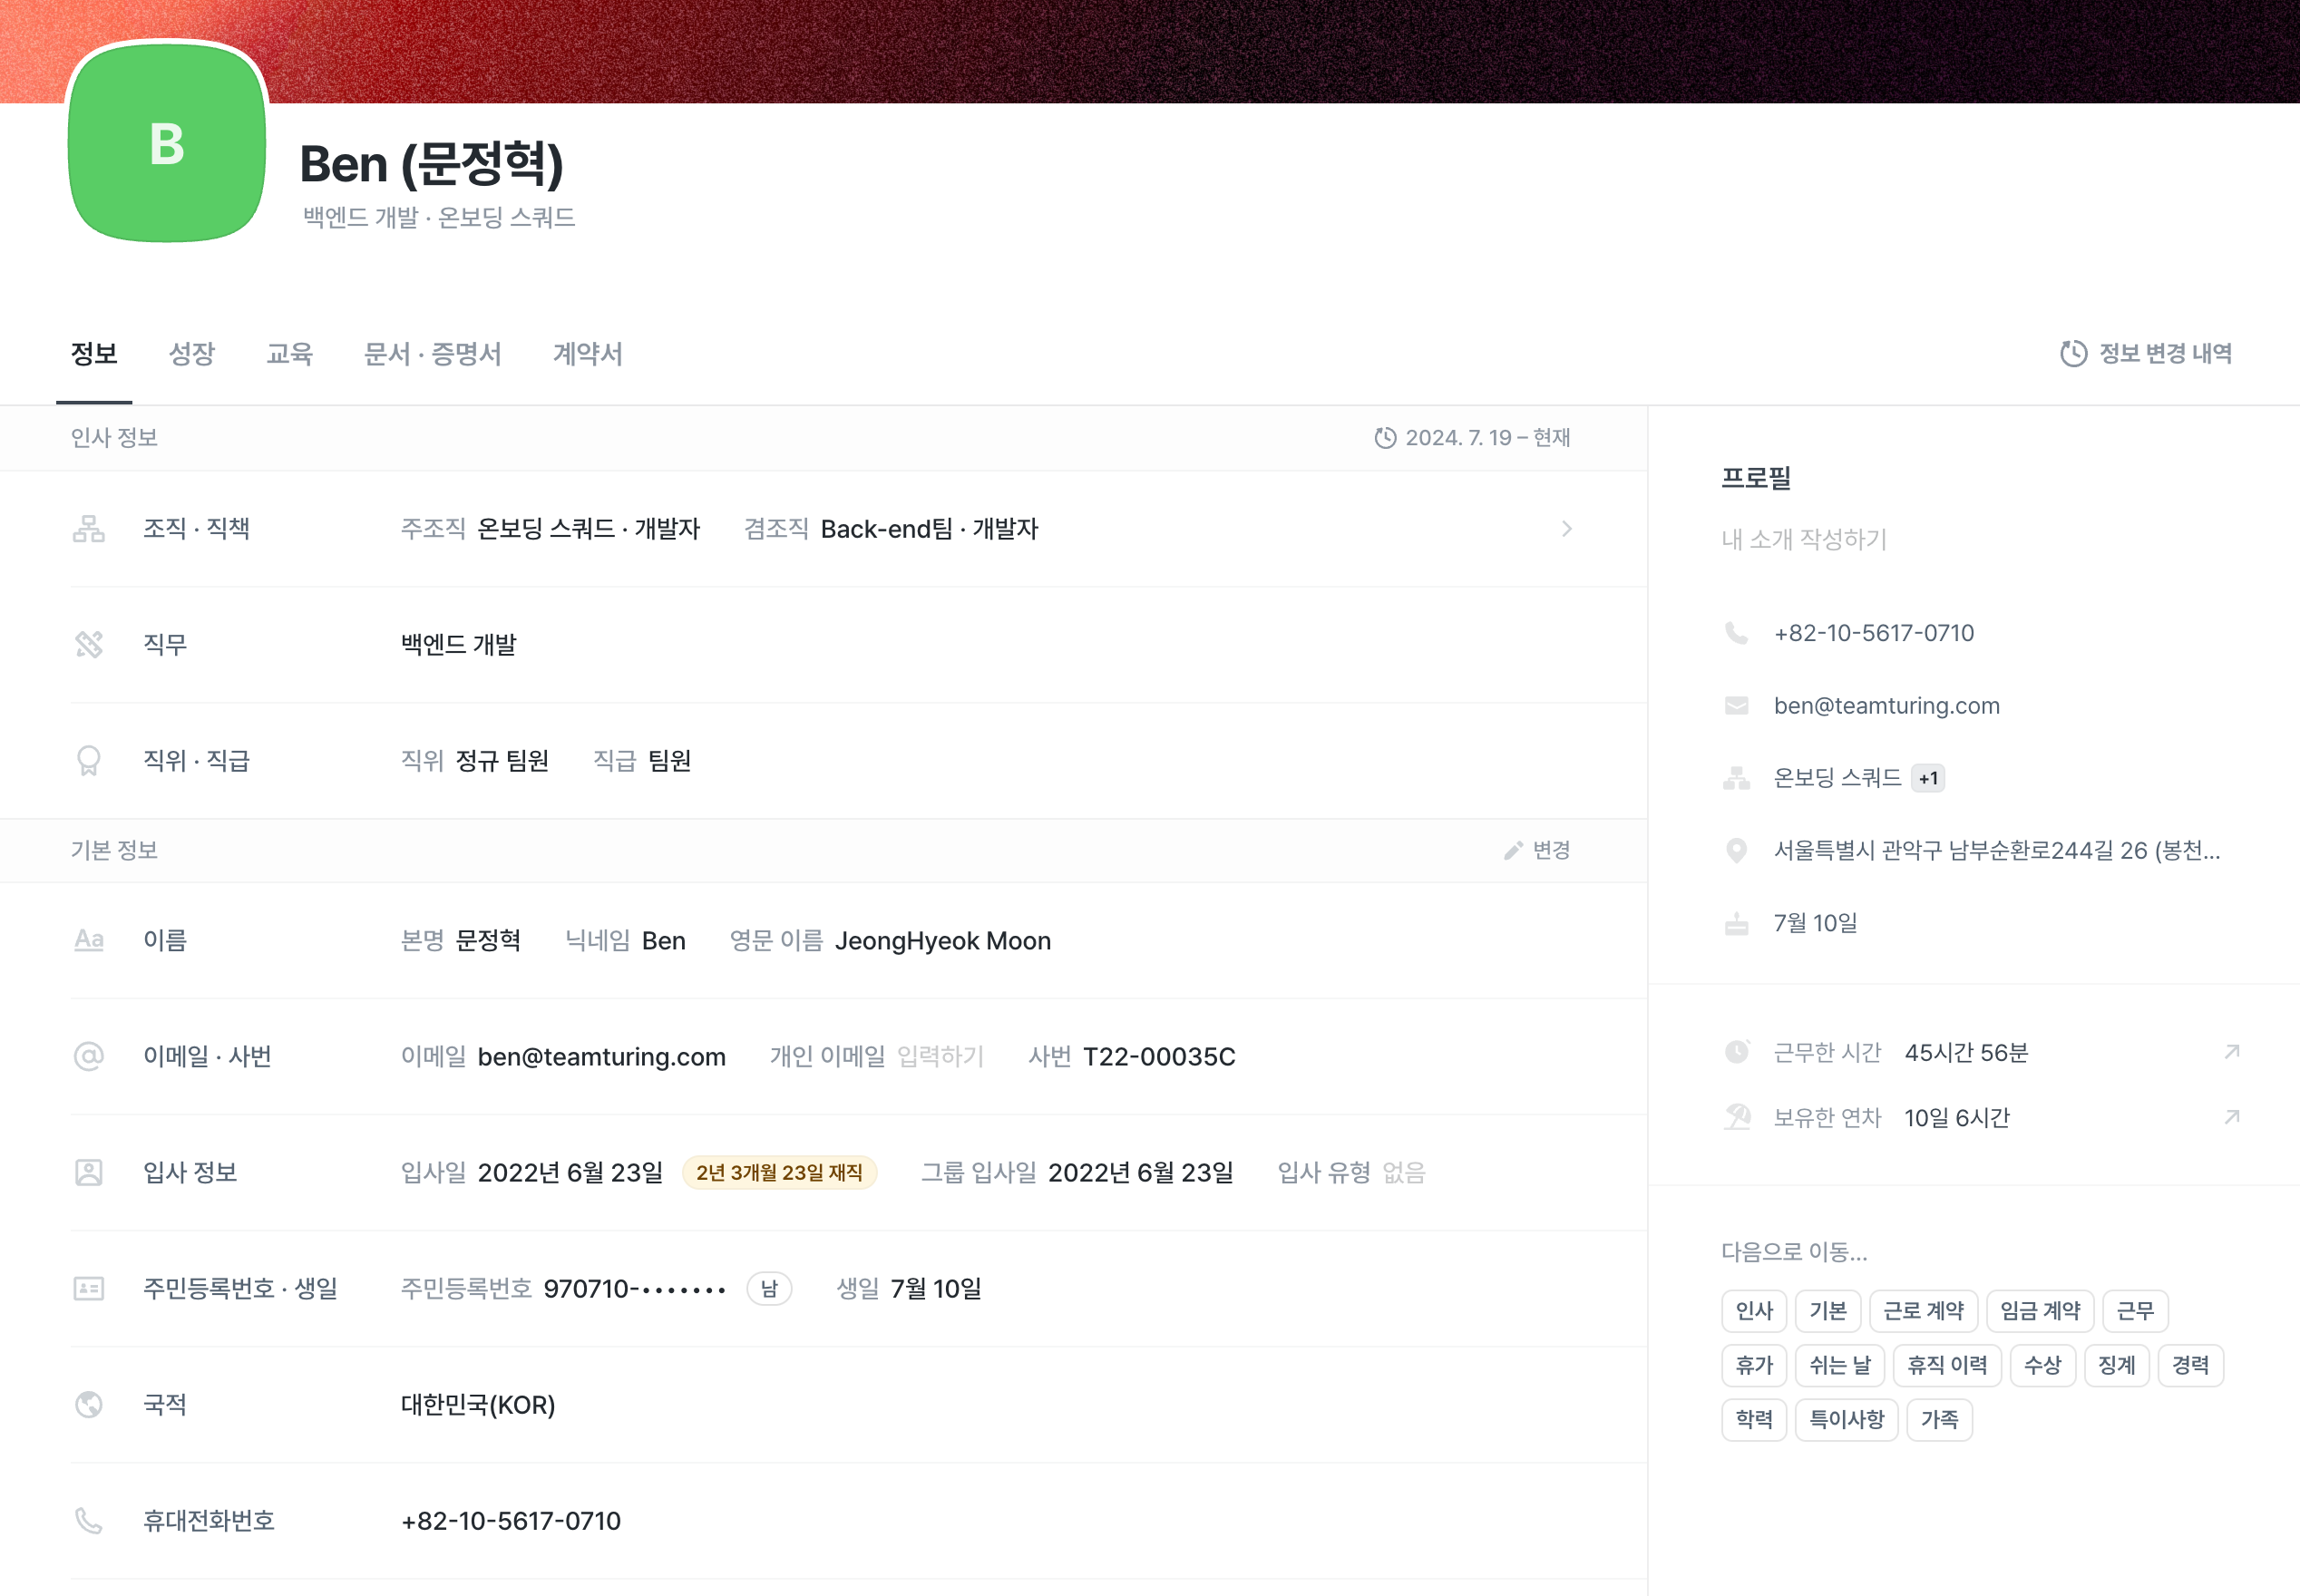 B
Ben (문정혁)
백엔드 개발 · 온보딩 스쿼드
정보 성장 교육 문서 · 증명서 계약서 정보 변경 내역
인사 정보 2024. 7. 19 – 현재
조직 · 직책 주조직 온보딩 스쿼드 · 개발자 겸조직 Back-end팀 · 개발자
직무 백엔드 개발
직위 · 직급 직위 정규 팀원 직급 팀원
기본 정보 변경
Aa 이름 본명 문정혁 닉네임 Ben 영문 이름 JeongHyeok Moon
이메일 · 사번 이메일 ben@teamturing.com 개인 이메일 입력하기 사번 T22-00035C
입사 정보 입사일 2022년 6월 23일 2년 3개월 23일 재직 그룹 입사일 2022년 6월 23일 입사 유형 없음
주민등록번호 · 생일 주민등록번호 970710-••••••• 남 생일 7월 10일
국적 대한민국(KOR)
휴대전화번호 +82-10-5617-0710
프로필
내 소개 작성하기
+82-10-5617-0710
ben@teamturing.com
온보딩 스쿼드 +1
서울특별시 관악구 남부순환로244길 26 (봉천...
7월 10일
근무한 시간 45시간 56분
보유한 연차 10일 6시간
다음으로 이동...
인사 기본 근로 계약 임금 계약 근무
휴가 쉬는 날 휴직 이력 수상 징계 경력
학력 특이사항 가족